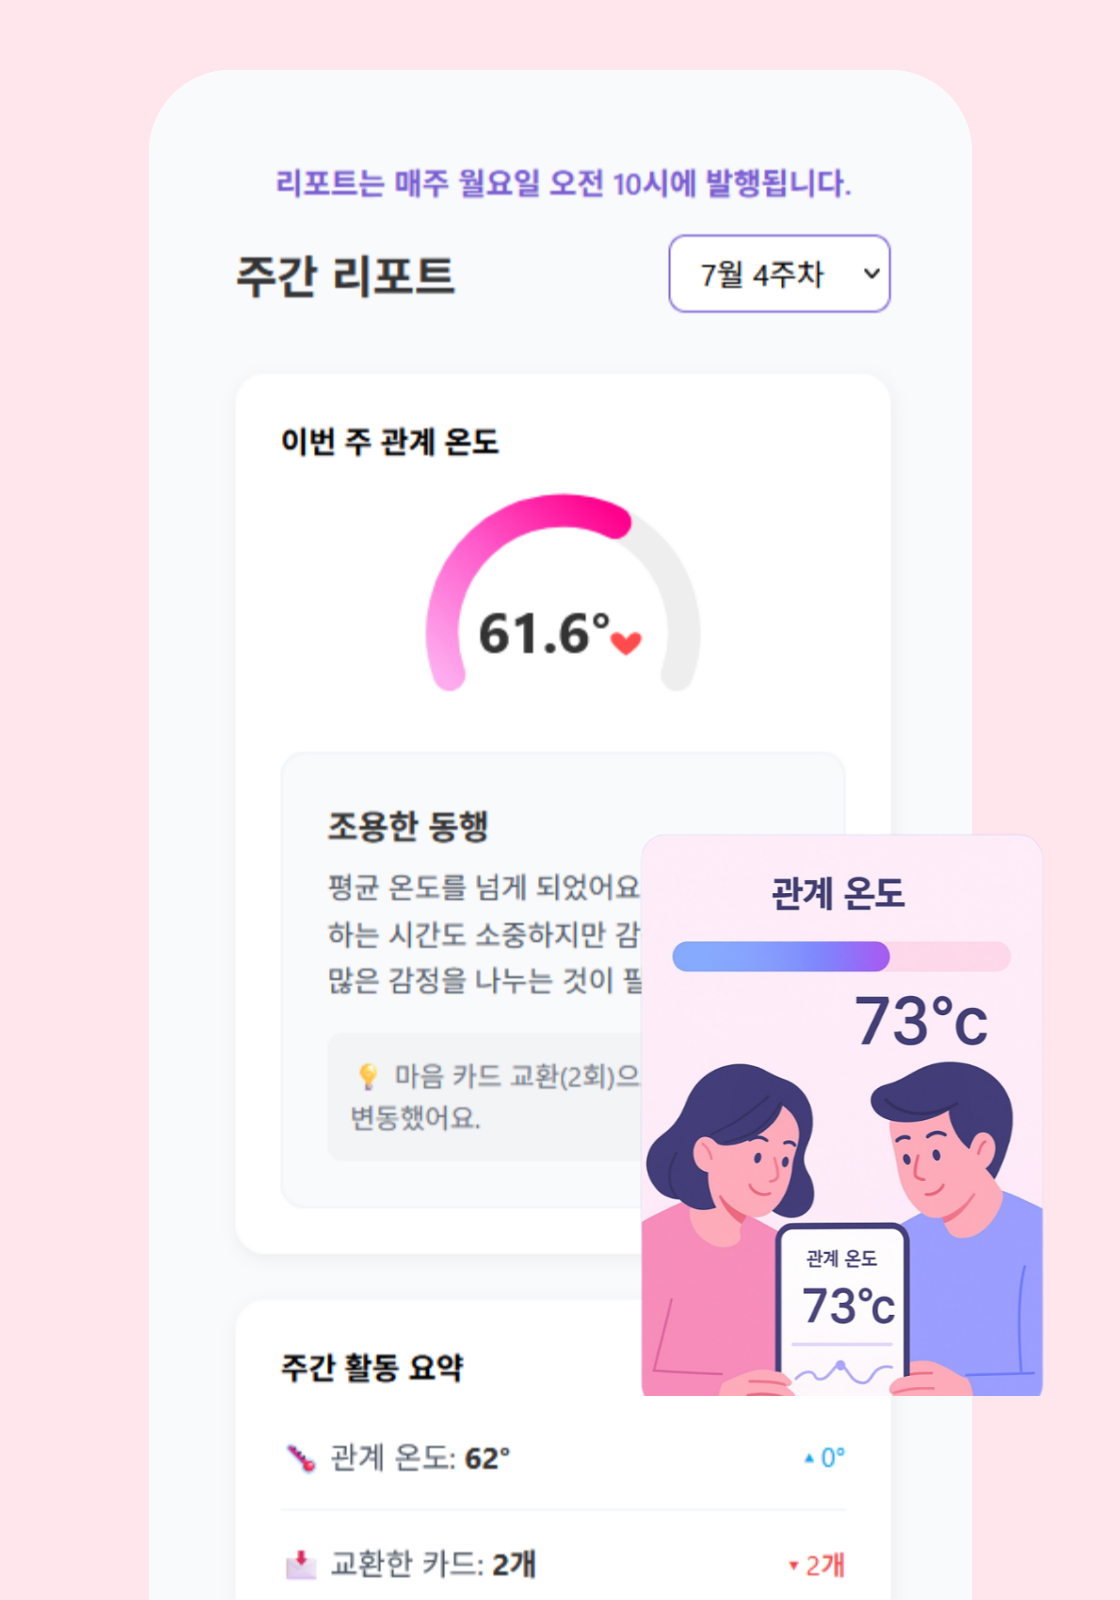 리포트는 매주 월요일 오전 10시에 발행됩니다.
주간 리포트
7월 4주차
이번 주 관계 온도
61.6°
조용한 동행
평균 온도를 넘게 되었어요
하는 시간도 소중하지만 감
많은 감정을 나누는 것이 필
마음 카드 교환(2회)으
변동했어요.
관계 온도
73°c
관계 온도
73°c
주간 활동 요약
관계 온도: 62°
▲ 0°
교환한 카드: 2개
▼ 2개